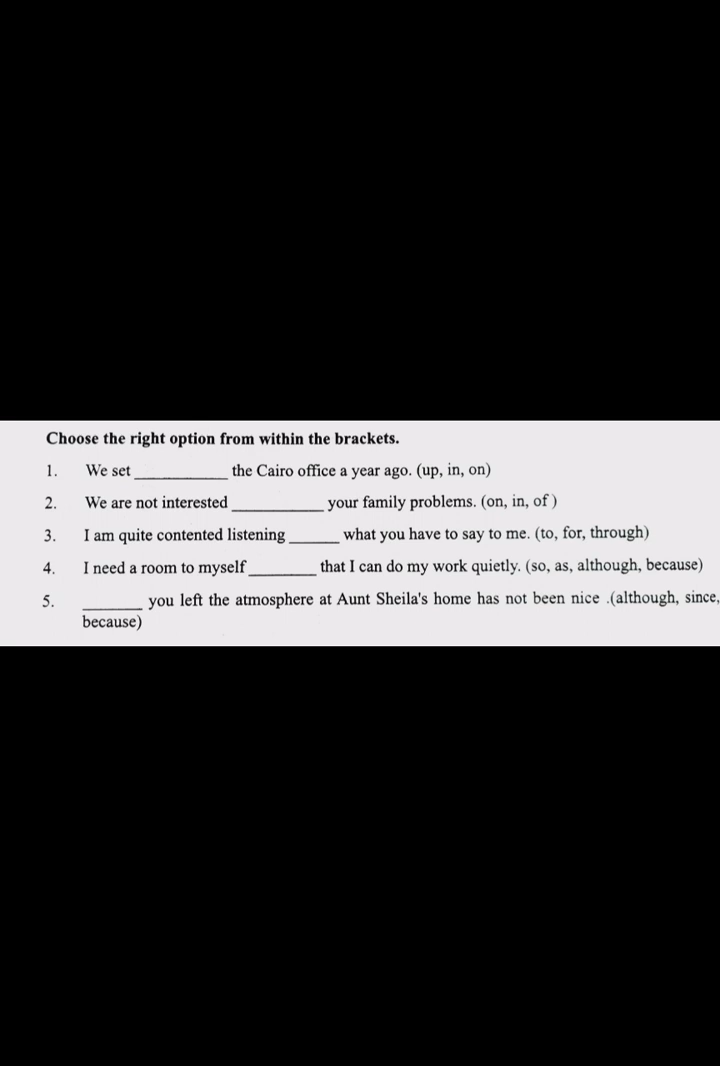 Choose the right option from within the brackets.
1. We set ____________ the Cairo office a year ago. (up, in, on)
2. We are not interested ____________ your family problems. (on, in, of )
3. I am quite contented listening ______ what you have to say to me. (to, for, through)
4. I need a room to myself ________ that I can do my work quietly. (so, as, although, because)
5. _______ you left the atmosphere at Aunt Sheila's home has not been nice .(although, since,
because)